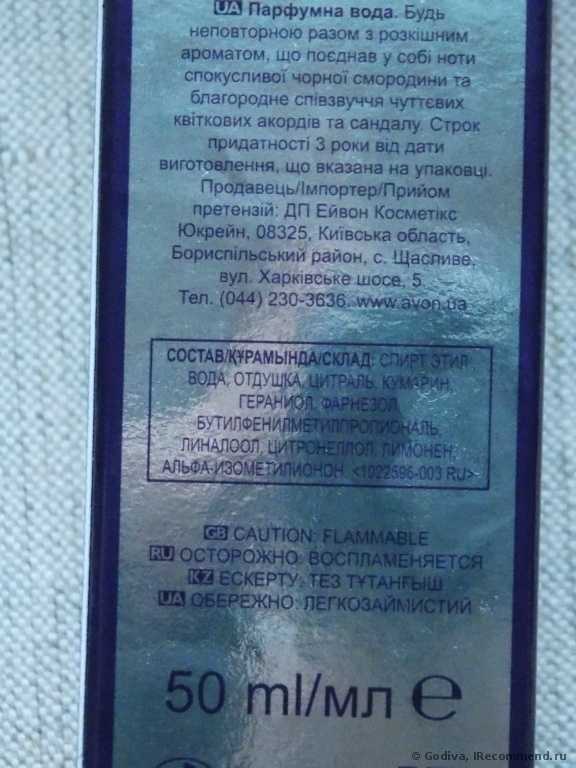 UA Парфумна вода. Будь
неповторною разом з розкішним
ароматом, що поєднав у собі ноти
спокусливої чорної смородини та
благородне співзвуччя чуттєвих
квіткових акордів та сандалу. Строк
придатності 3 роки від дати
виготовлення, що вказана на упаковці.
Продавець/Імпортер/Прийом
претензій: ДП Ейвон Косметікс
Юкрейн, 08325, Київська область,
Бориспільський район, с. Щасливе,
вул. Харківське шосе, 5.
Тел. (044) 230-3636. www.avon.ua
СОСТАВ/ҚҰРАМЫНДА/СКЛАД: СПИРТ ЭТИЛ,
ВОДА, ОТДУШКА, ЦИТРАЛЬ, КУМАРИН,
ГЕРАНИОЛ, ФАРНЕЗОЛ,
БУТИЛФЕНИЛМЕТИЛПРОПИОНАЛЬ,
ЛИНАЛООЛ, ЦИТРОНЕЛЛОЛ, ЛИМОНЕН,
АЛЬФА-ИЗОМЕТИЛИОНОН. <1022596-003 RU>
GB CAUTION: FLAMMABLE
RU ОСТОРОЖНО: ВОСПЛАМЕНЯЕТСЯ
KZ ЕСКЕРТУ: ТЕЗ ТҰТАНҒЫШ
UA ОБЕРЕЖНО: ЛЕГКОЗАЙМИСТИЙ
50 ml/мл ℮
© Godiva, IRecommend.ru